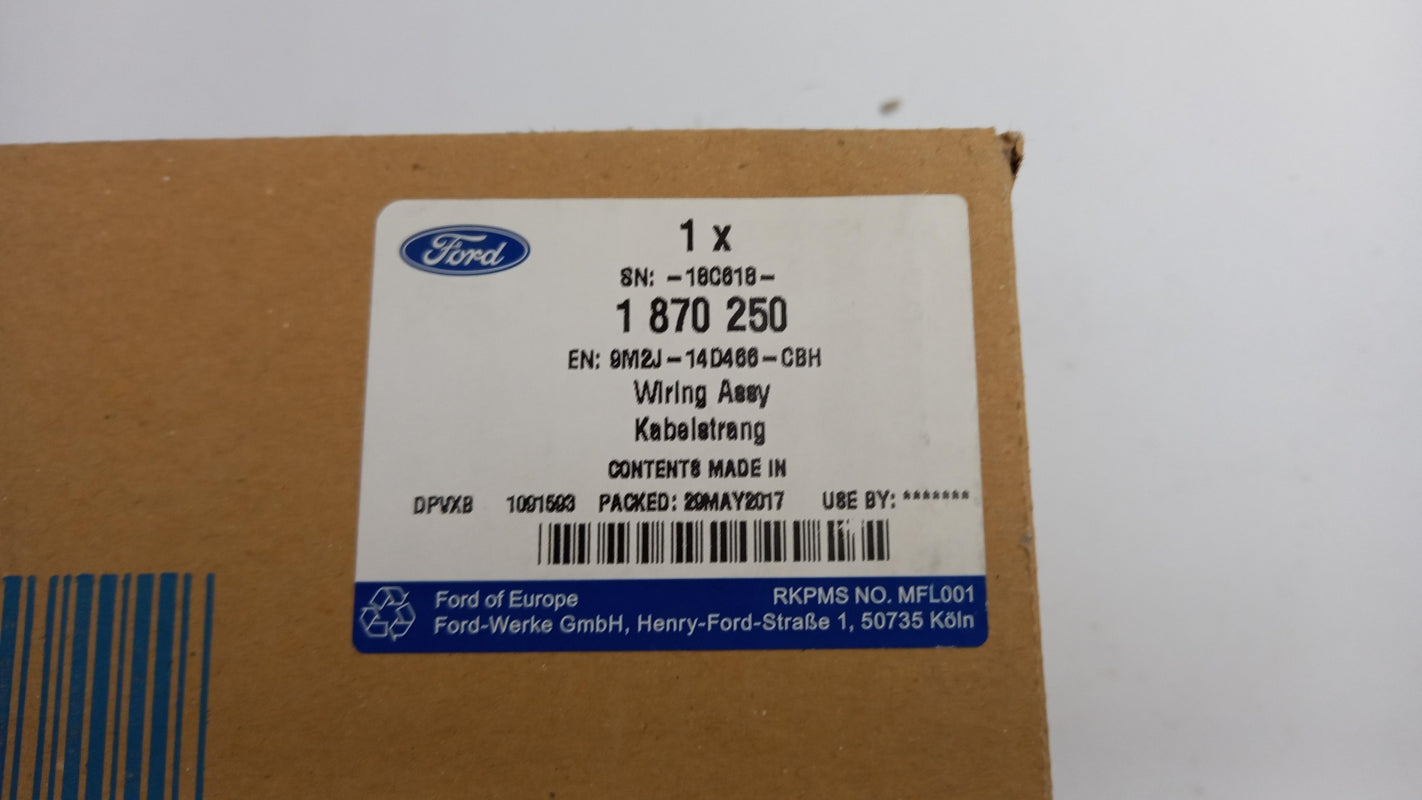 Ford
1 x
SN: -18C618-
1 870 250
EN: 9M2J-14D466-CBH
Wiring Assy
Kabelstrang
CONTENTS MADE IN
DPVXB 1091593 PACKED: 29MAY2017 USE BY: *******
Ford of Europe RKPMS NO. MFL001
Ford-Werke GmbH, Henry-Ford-Straße 1, 50735 Köln